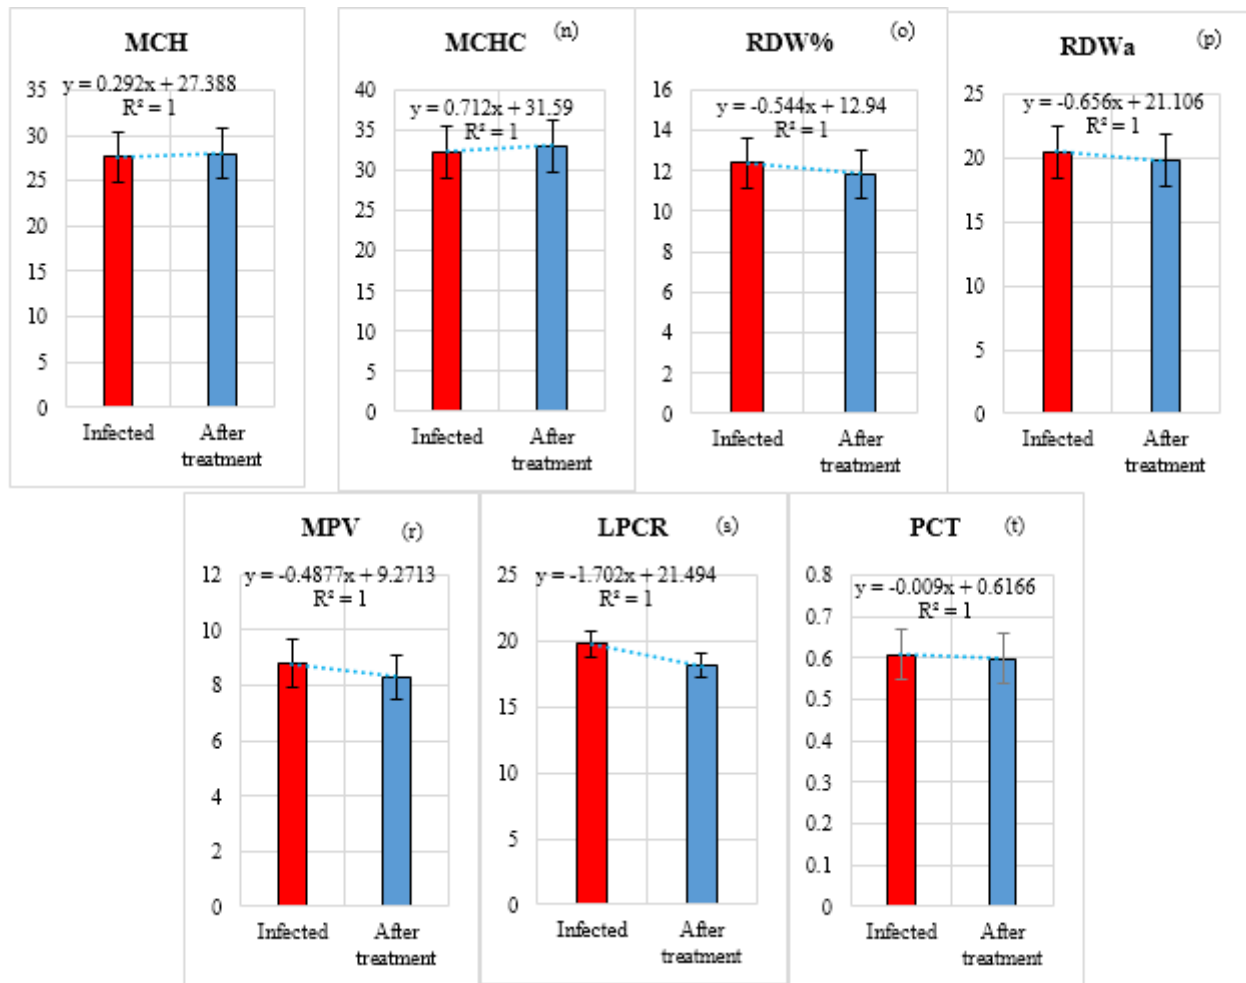 MCH
y = 0.292x + 27.388
R² = 1
35
30
25
20
15
10
5
0
Infected
After
treatment
MCHC (n)
y = 0.712x + 31.59
R² = 1
40
35
30
25
20
15
10
5
0
Infected
After
treatment
RDW% (o)
y = -0.544x + 12.94
R² = 1
16
14
12
10
8
6
4
2
0
Infected
After
treatment
RDWa (p)
y = -0.656x + 21.106
R² = 1
25
20
15
10
5
0
Infected
After
treatment
MPV (r)
y = -0.4877x + 9.2713
R² = 1
12
10
8
6
4
2
0
Infected
After
treatment
LPCR (s)
y = -1.702x + 21.494
R² = 1
25
20
15
10
5
0
Infected
After
treatment
PCT (t)
y = -0.009x + 0.6166
R² = 1
0.8
0.7
0.6
0.5
0.4
0.3
0.2
0.1
0
Infected
After
treatment